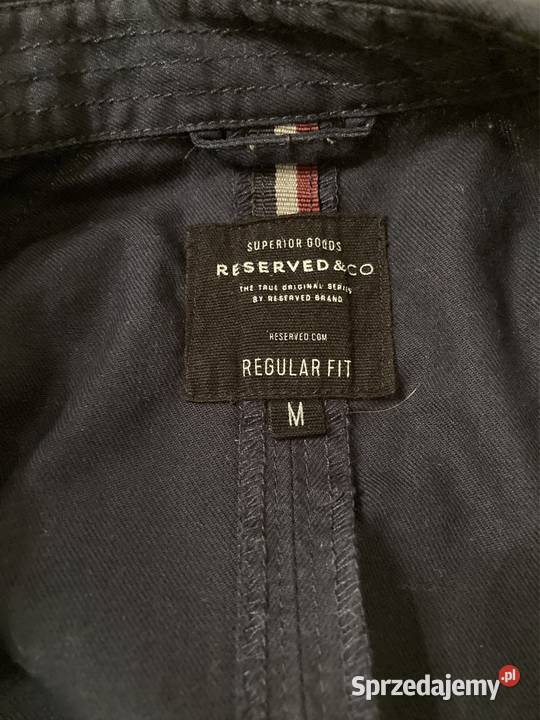 SUPERIOR GOODS
RESERVED&CO
THE TRUE ORIGINAL SERIES
BY RESERVED BRAND
RESERVED.COM
REGULAR FIT
M
Sprzedajemy.pl